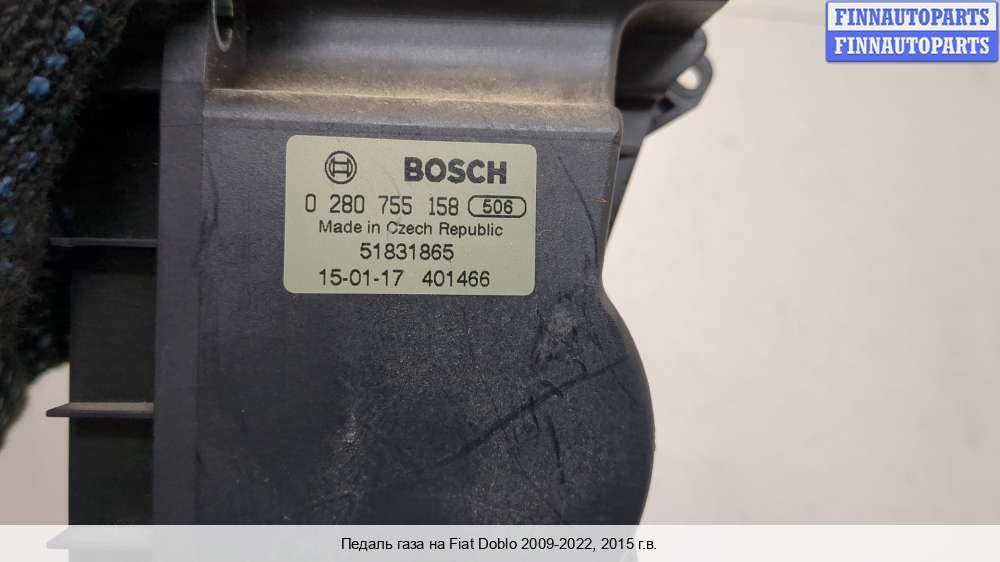 FINNAUTOPARTS
FINNAUTOPARTS
BOSCH
0 280 755 158 506
Made in Czech Republic
51831865
15-01-17 401466
Педаль газа на Fiat Doblo 2009-2022, 2015 г.в.